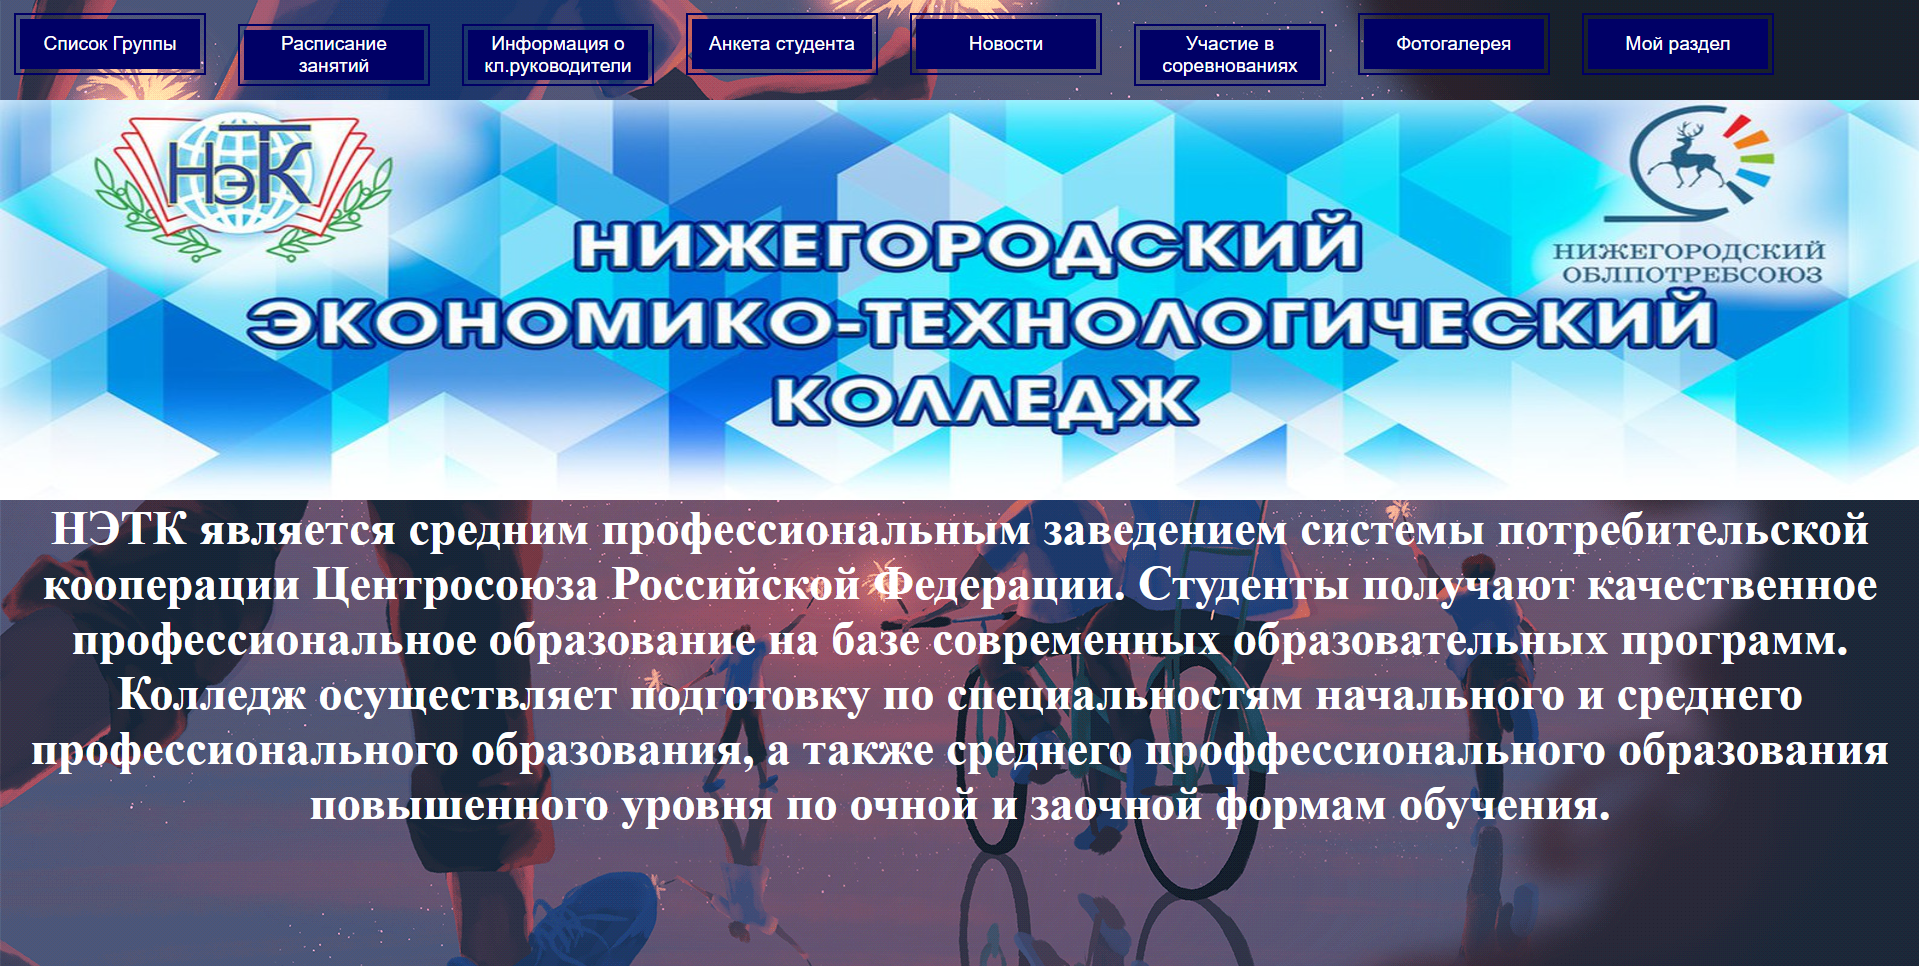 Список Группы
Расписание
занятий
Информация о
кл.руководители
Анкета студента
Новости
Участие в
соревнованиях
Фотогалерея
Мой раздел
НэТК
НИЖЕГОРОДСКИЙ
ОБЛПОТРЕБСОЮЗ
НИЖЕГОРОДСКИЙ
ЭКОНОМИКО-ТЕХНОЛОГИЧЕСКИЙ
КОЛЛЕДЖ
НЭТК является средним профессиональным заведением системы потребительской
кооперации Центросоюза Российской Федерации. Студенты получают качественное
профессиональное образование на базе современных образовательных программ.
Колледж осуществляет подготовку по специальностям начального и среднего
профессионального образования, а также среднего проффессионального образования
повышенного уровня по очной и заочной формам обучения.